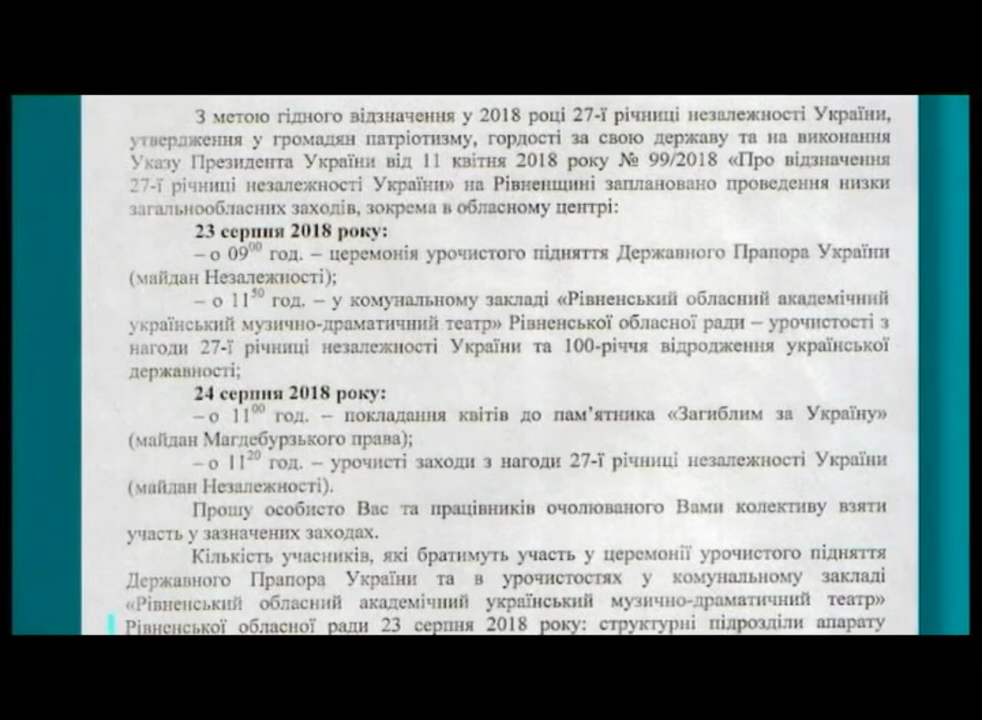 З метою гідного відзначення у 2018 році 27-ї річниці незалежності України,
утвердження у громадян патріотизму, гордості за свою державу та на виконання
Указу Президента України від 11 квітня 2018 року № 99/2018 «Про відзначення
27-ї річниці незалежності України» на Рівненщині заплановано проведення низки
загальнообласних заходів, зокрема в обласному центрі:
23 серпня 2018 року:
– о 09⁰⁰ год. – церемонія урочистого підняття Державного Прапора України
(майдан Незалежності);
– о 11⁵⁰ год. – у комунальному закладі «Рівненський обласний академічний
український музично-драматичний театр» Рівненської обласної ради – урочистості з
нагоди 27-ї річниці незалежності України та 100-річчя відродження української
державності;
24 серпня 2018 року:
– о 11⁰⁰ год. – покладання квітів до пам’ятника «Загиблим за Україну»
(майдан Магдебурзького права);
– о 11²⁰ год. – урочисті заходи з нагоди 27-ї річниці незалежності України
(майдан Незалежності).
Прошу особисто Вас та працівників очолюваного Вами колективу взяти
участь у зазначених заходах.
Кількість учасників, які братимуть участь у церемонії урочистого підняття
Державного Прапора України та в урочистостях у комунальному закладі
«Рівненський обласний академічний український музично-драматичний театр»
Рівненської обласної ради 23 серпня 2018 року: структурні підрозділи апарату